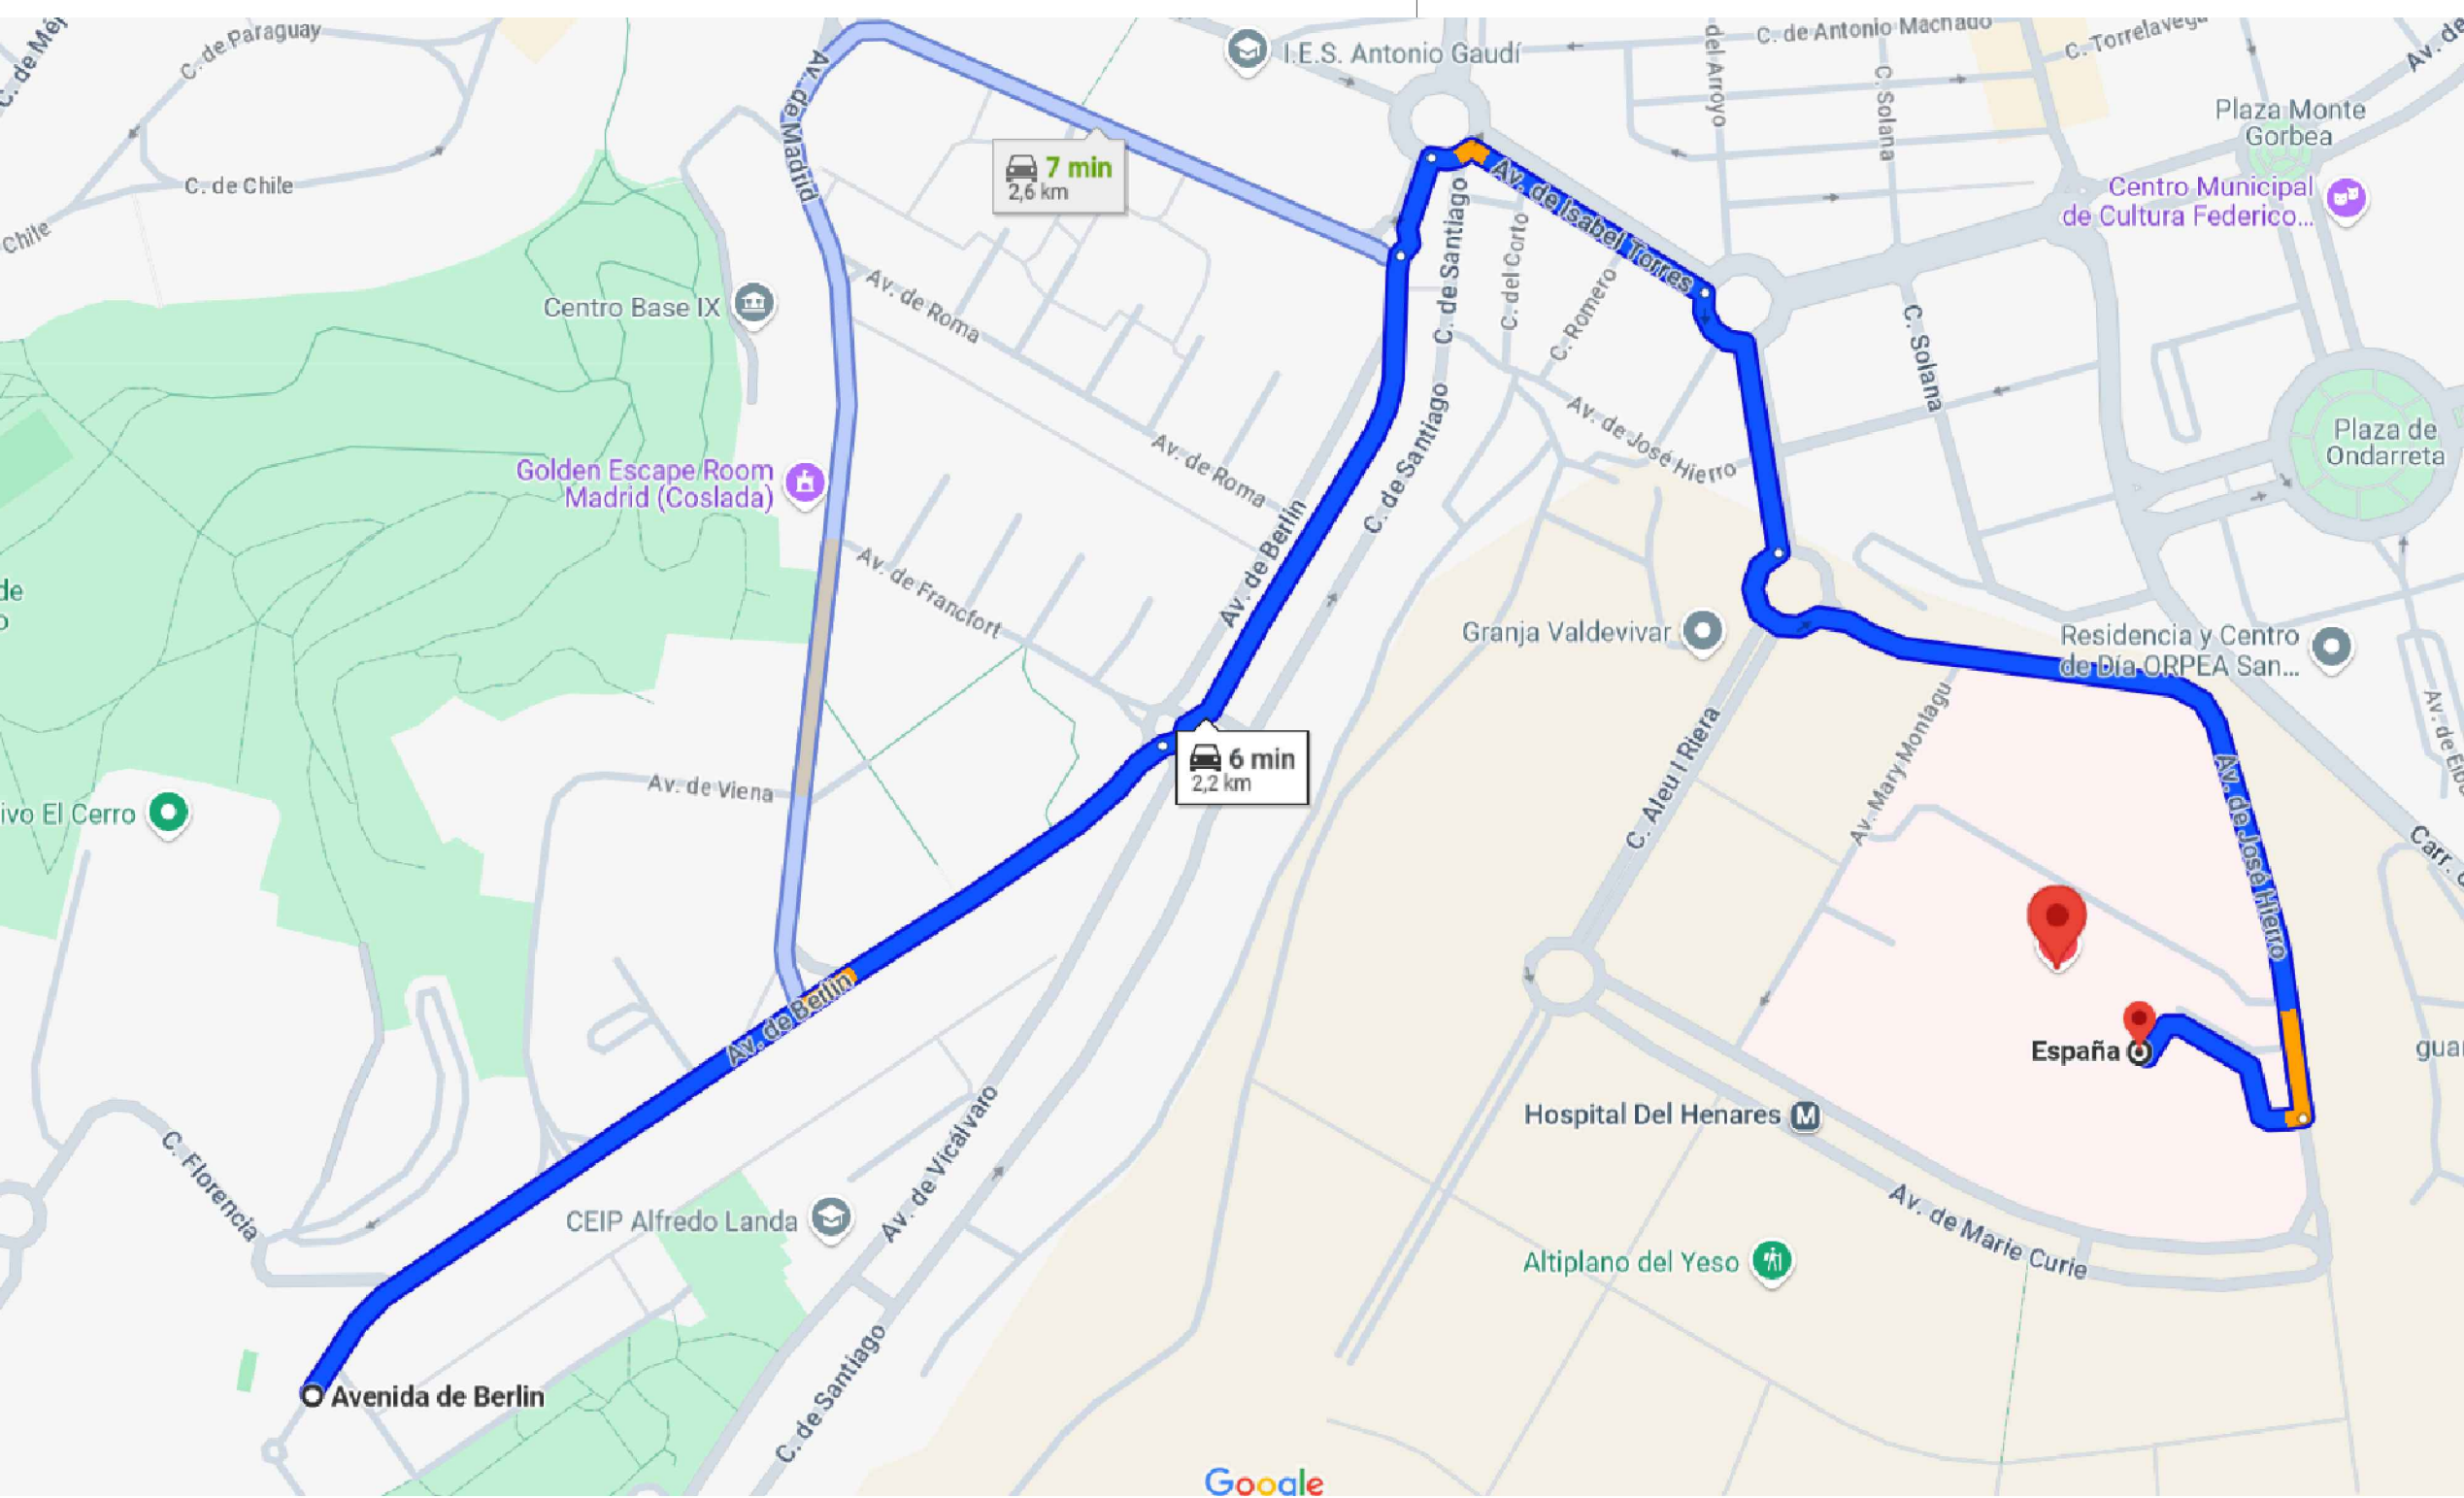 C. de Paraguay
C. de Chile
Chile
Av. de Madrid
Av. de Madrid
7 min
2,6 km
I.E.S. Antonio Gaudí
del Arroyo
C. de Antonio Machado
C. Torrelavega
C. Solana
Plaza Monte
Gorbea
Centro Municipal
de Cultura Federico...
Av. de Isabel Torres
C. de Santiago
C. del Corto
C. Romero
C. Solana
Centro Base IX
Av. de Roma
Av. de Roma
Av. de José Hierro
Plaza de
Ondarreta
Golden Escape Room
Madrid (Coslada)
C. de Santiago
Av. de Berlin
Av. de Francfort
Granja Valdevivar
Residencia y Centro
de Día ORPEA San...
Av. de Viena
6 min
2,2 km
C. Ateu I Riera
Av. Mary Montagu
Av. de José Hierro
Carr.
ivo El Cerro
Av. de Berlin
España
Hospital Del Henares
M
C. Florencia
CEIP Alfredo Landa
Av. de Vicálvaro
Av. de Marie Curie
Altiplano del Yeso
Avenida de Berlin
C. de Santiago
Google